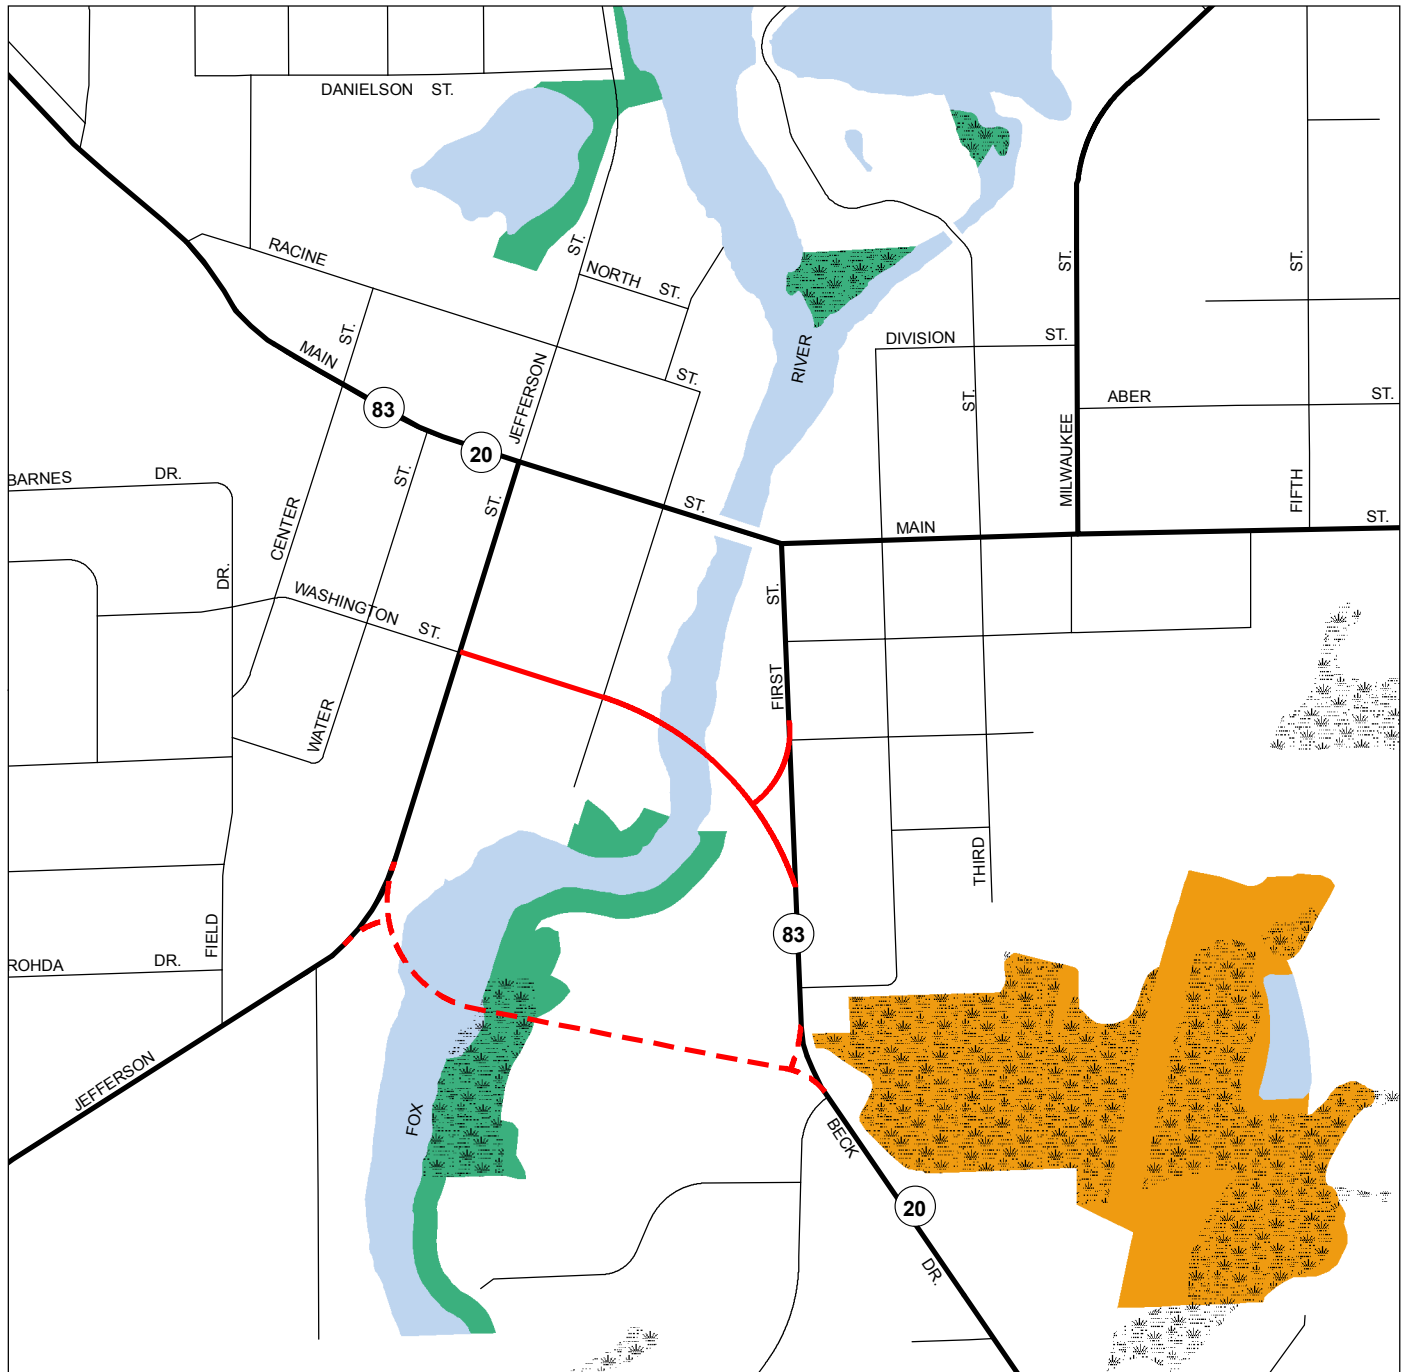 DANIELSON ST.
RACINE
ST.
NORTH ST.
ST.
ST.
ST.
MAIN
RIVER
DIVISION ST.
JEFFERSON
ST.
83
ABER ST.
ST.
20
MILWAUKEE
BARNES DR.
ST.
ST.
ST.
FIFTH
CENTER
MAIN
ST.
DR.
WASHINGTON ST.
ST.
FIRST
WATER
THIRD
FIELD
83
ROHDA DR.
JEFFERSON
FOX
BECK
20
DR.